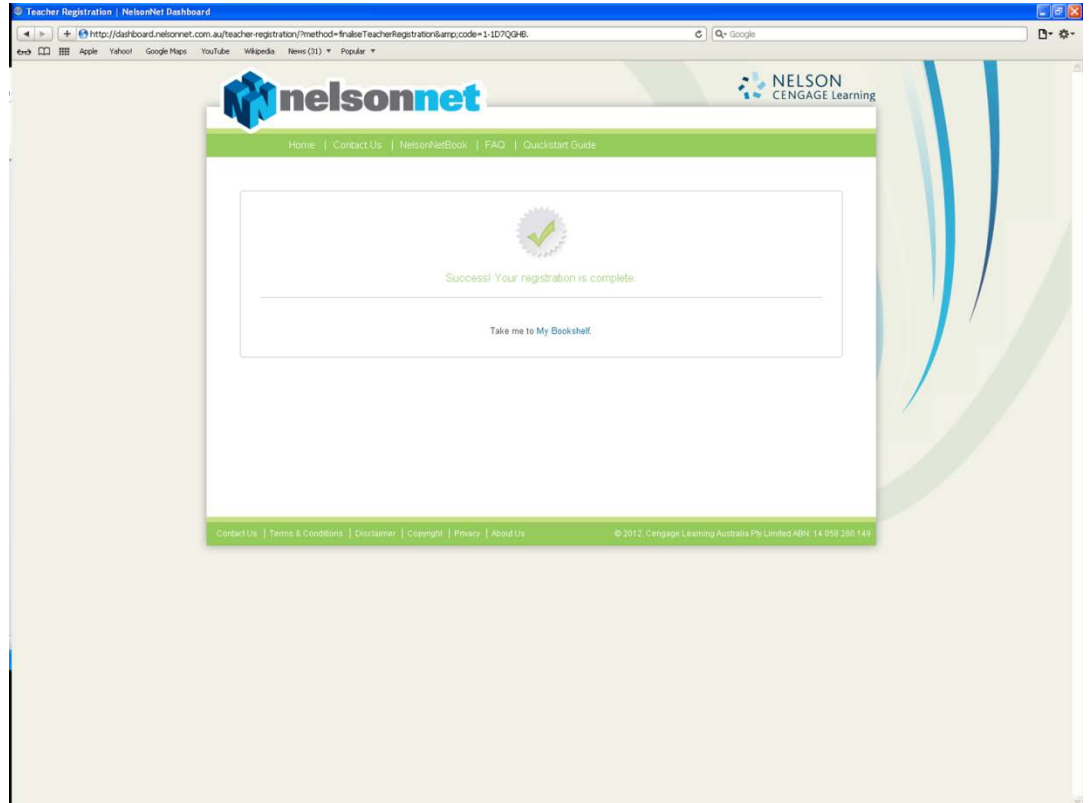 Teacher Registration | NelsonNet Dashboard
http://dashboard.nelsonnet.com.au/teacher-registration/?method=finaliseTeacherRegistration&amp;code=1-1D7QGHB.
Google
Apple Yahoo! Google Maps YouTube Wikipedia News (31) Popular
nelsonnet
NELSON
CENGAGE Learning
Home | Contact Us | NelsonNetBook | FAQ | Quickstart Guide
Success! Your registration is complete.
Take me to My Bookshelf.
Contact Us | Terms & Conditions | Disclaimer | Copyright | Privacy | About Us © 2012. Cengage Learning Australia Pty Limited ABN: 14 058 280 149